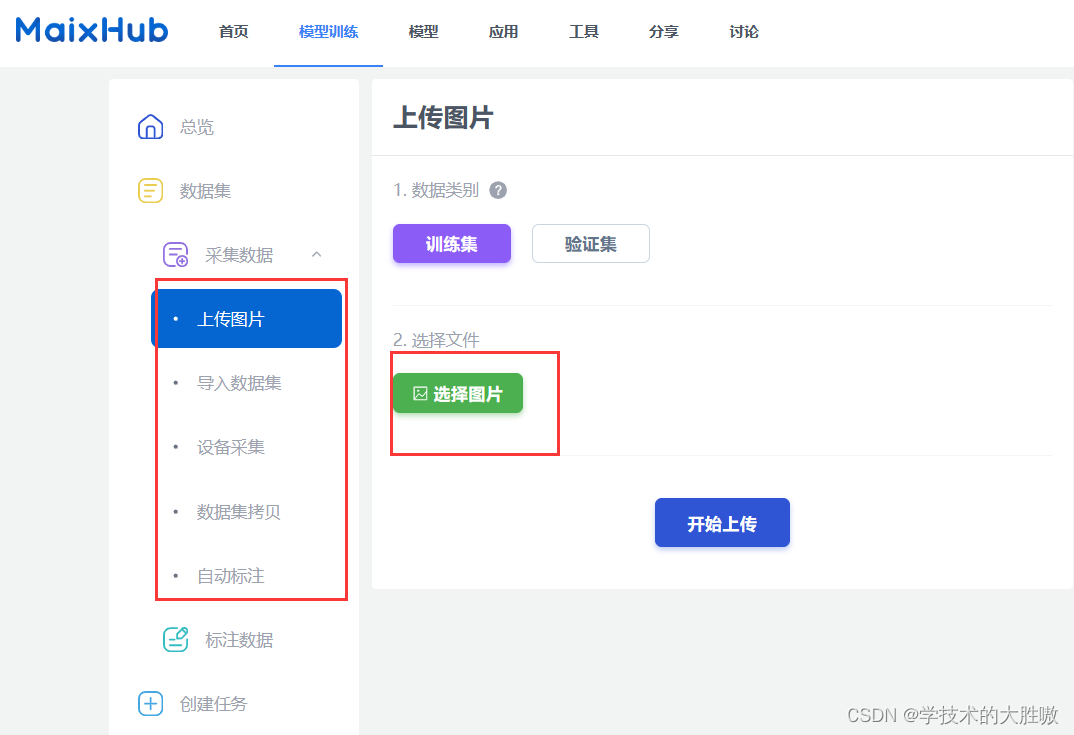 MaixHub 首页 模型训练 模型 应用 工具 分享 讨论
总览
数据集
采集数据
上传图片
导入数据集
设备采集
数据集拷贝
自动标注
标注数据
创建任务
上传图片
1. 数据类别 ?
训练集 验证集
2. 选择文件
选择图片
开始上传
CSDN @学技术的大胜嗷